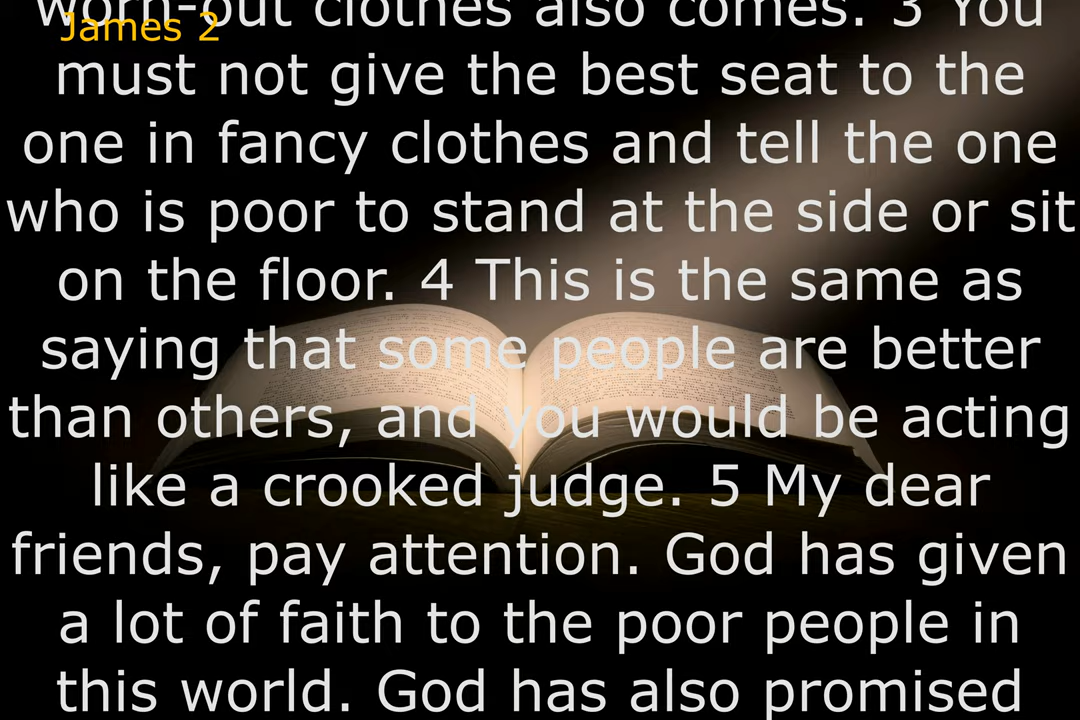 worn-out clothes also comes. 3 You
James 2
must not give the best seat to the
one in fancy clothes and tell the one
who is poor to stand at the side or sit
on the floor. 4 This is the same as
saying that some people are better
than others, and you would be acting
like a crooked judge. 5 My dear
friends, pay attention. God has given
a lot of faith to the poor people in
this world. God has also promised